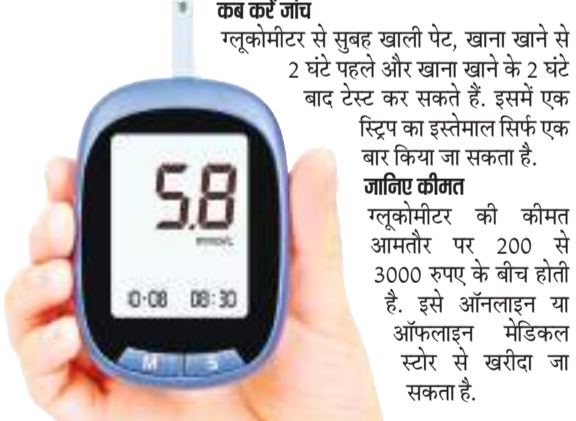 कब करें जांच
ग्लूकोमीटर से सुबह खाली पेट, खाना खाने से
2 घंटे पहले और खाना खाने के 2 घंटे
बाद टेस्ट कर सकते हैं. इसमें एक
स्ट्रिप का इस्तेमाल सिर्फ एक
बार किया जा सकता है.
जानिए कीमत
ग्लूकोमीटर की कीमत
आमतौर पर 200 से
3000 रुपए के बीच होती
है. इसे ऑनलाइन या
ऑफलाइन मेडिकल
स्टोर से खरीदा जा
सकता है.
5.8
mmol/L
10-08 08:30
M S